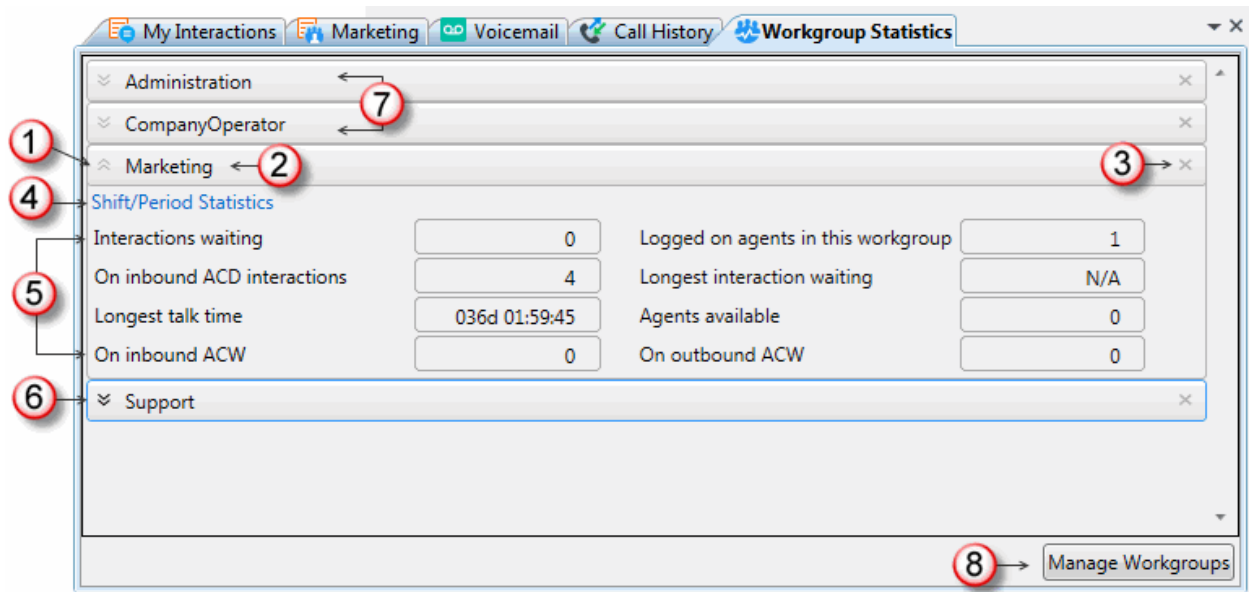 My Interactions Marketing Voicemail Call History Workgroup Statistics
Administration
7
CompanyOperator
1
Marketing 2 3
4 Shift/Period Statistics
Interactions waiting 0 Logged on agents in this workgroup 1
On inbound ACD interactions 4 Longest interaction waiting N/A
5
Longest talk time 036d 01:59:45 Agents available 0
On inbound ACW 0 On outbound ACW 0
6 Support
8 Manage Workgroups